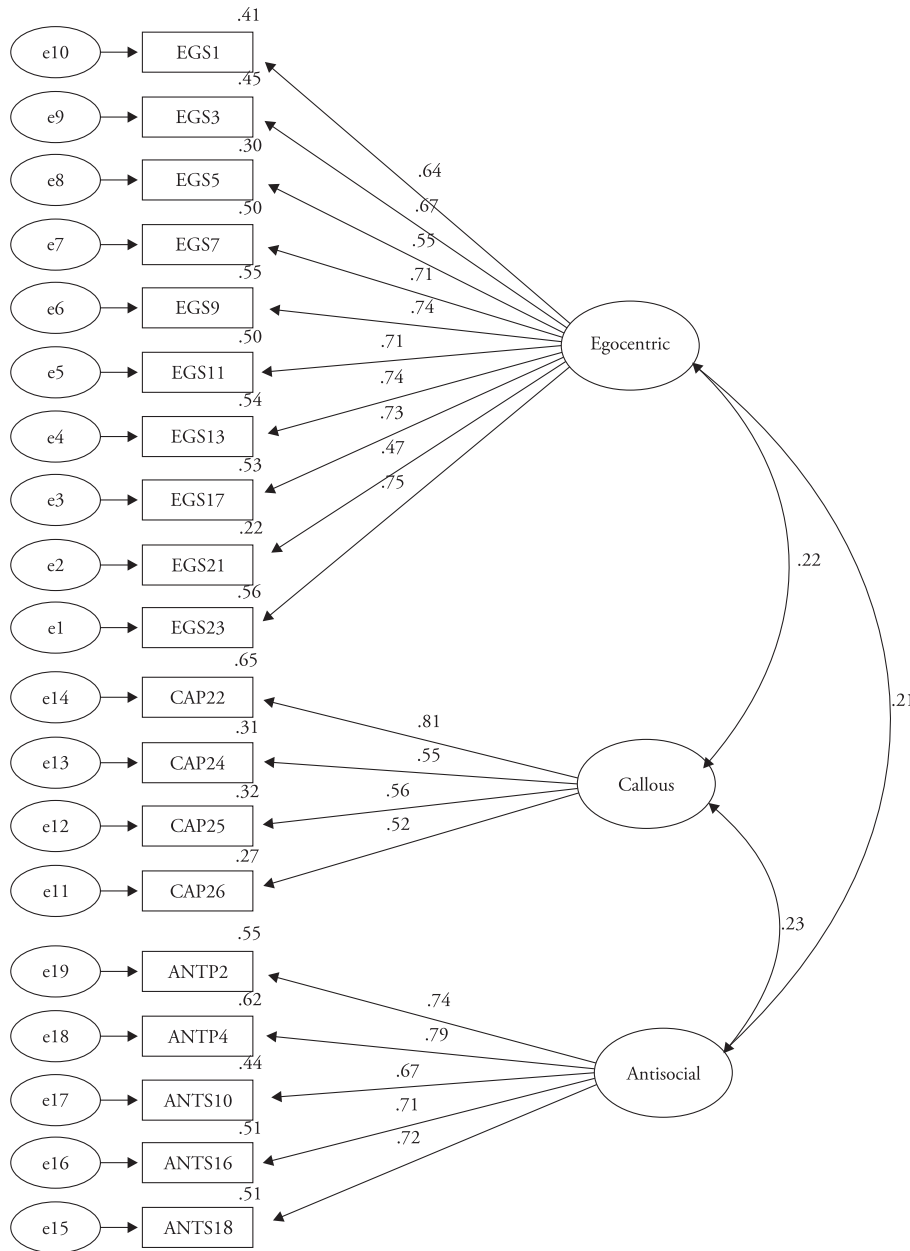 .41
e10 EGS1
.45
e9 EGS3
.30
.64
e8 EGS5
.67
.50
.55
e7 EGS7
.71
.55
e6 EGS9
.74
.50
.71
Egocentric
e5 EGS11
.74
.54
.73
e4 EGS13
.47
.53
.75
e3 EGS17
.22
e2 EGS21
.22
.56
e1 EGS23
.65
e14 CAP22
.21
.81
.31
.55
e13 CAP24
Callous
.32
.56
e12 CAP25
.52
.27
e11 CAP26
.23
.55
e19 ANTP2
.74
.62
.79
e18 ANTP4
.44
.67
Antisocial
e17 ANTS10
.71
.51
.72
e16 ANTS16
.51
e15 ANTS18